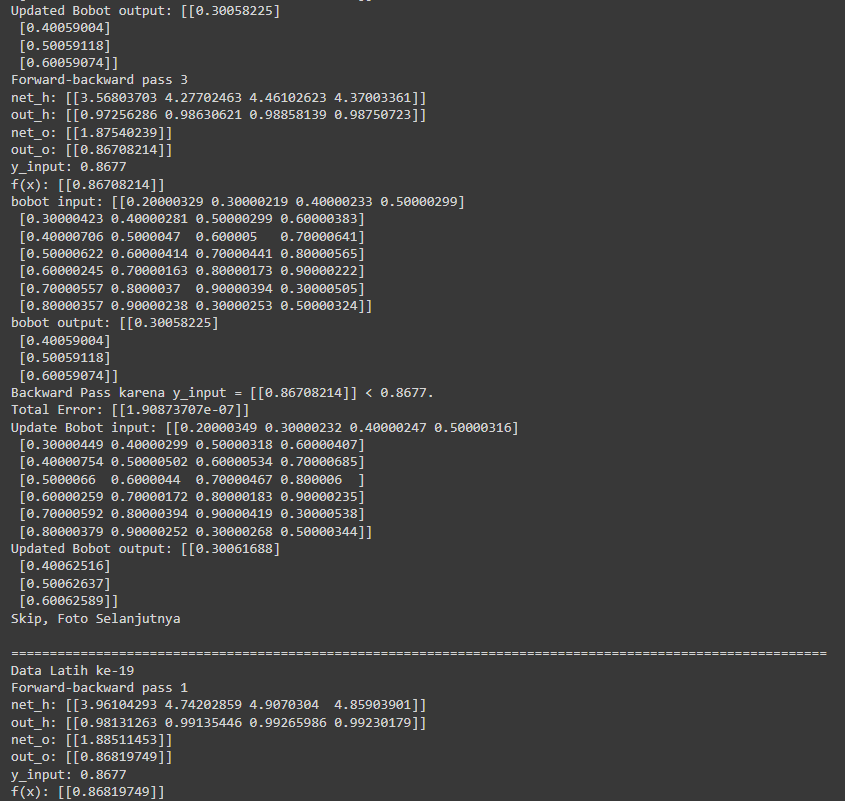 Updated Bobot output: [[0.30058225]
 [0.40059004]
 [0.50059118]
 [0.60059074]]
Forward-backward pass 3
net_h: [[3.56803703 4.27702463 4.46102623 4.37003361]]
out_h: [[0.97256286 0.98630621 0.98858139 0.98750723]]
net_o: [[1.87540239]]
out_o: [[0.86708214]]
y_input: 0.8677
f(x): [[0.86708214]]
bobot input: [[0.20000329 0.30000219 0.40000233 0.50000299]
 [0.30000423 0.40000281 0.50000299 0.60000383]
 [0.40000706 0.5000047  0.600005   0.70000641]
 [0.50000622 0.60000414 0.70000441 0.80000565]
 [0.60000245 0.70000163 0.80000173 0.90000222]
 [0.70000557 0.8000037  0.90000394 0.30000505]
 [0.80000357 0.90000238 0.30000253 0.50000324]]
bobot output: [[0.30058225]
 [0.40059004]
 [0.50059118]
 [0.60059074]]
Backward Pass karena y_input = [[0.86708214]] < 0.8677.
Total Error: [[1.90873707e-07]]
Update Bobot input: [[0.20000349 0.30000232 0.40000247 0.50000316]
 [0.30000449 0.40000299 0.50000318 0.60000407]
 [0.40000754 0.50000502 0.60000534 0.70000685]
 [0.5000066  0.6000044  0.70000467 0.800006  ]
 [0.60000259 0.70000172 0.80000183 0.90000235]
 [0.70000592 0.80000394 0.90000419 0.30000538]
 [0.80000379 0.90000252 0.30000268 0.50000344]]
Updated Bobot output: [[0.30061688]
 [0.40062516]
 [0.50062637]
 [0.60062589]]
Skip, Foto Selanjutnya
=========================================================================================================
Data Latih ke-19
Forward-backward pass 1
net_h: [[3.96104293 4.74202859 4.9070304  4.85903901]]
out_h: [[0.98131263 0.99135446 0.99265986 0.99230179]]
net_o: [[1.88511453]]
out_o: [[0.86819749]]
y_input: 0.8677
f(x): [[0.86819749]]